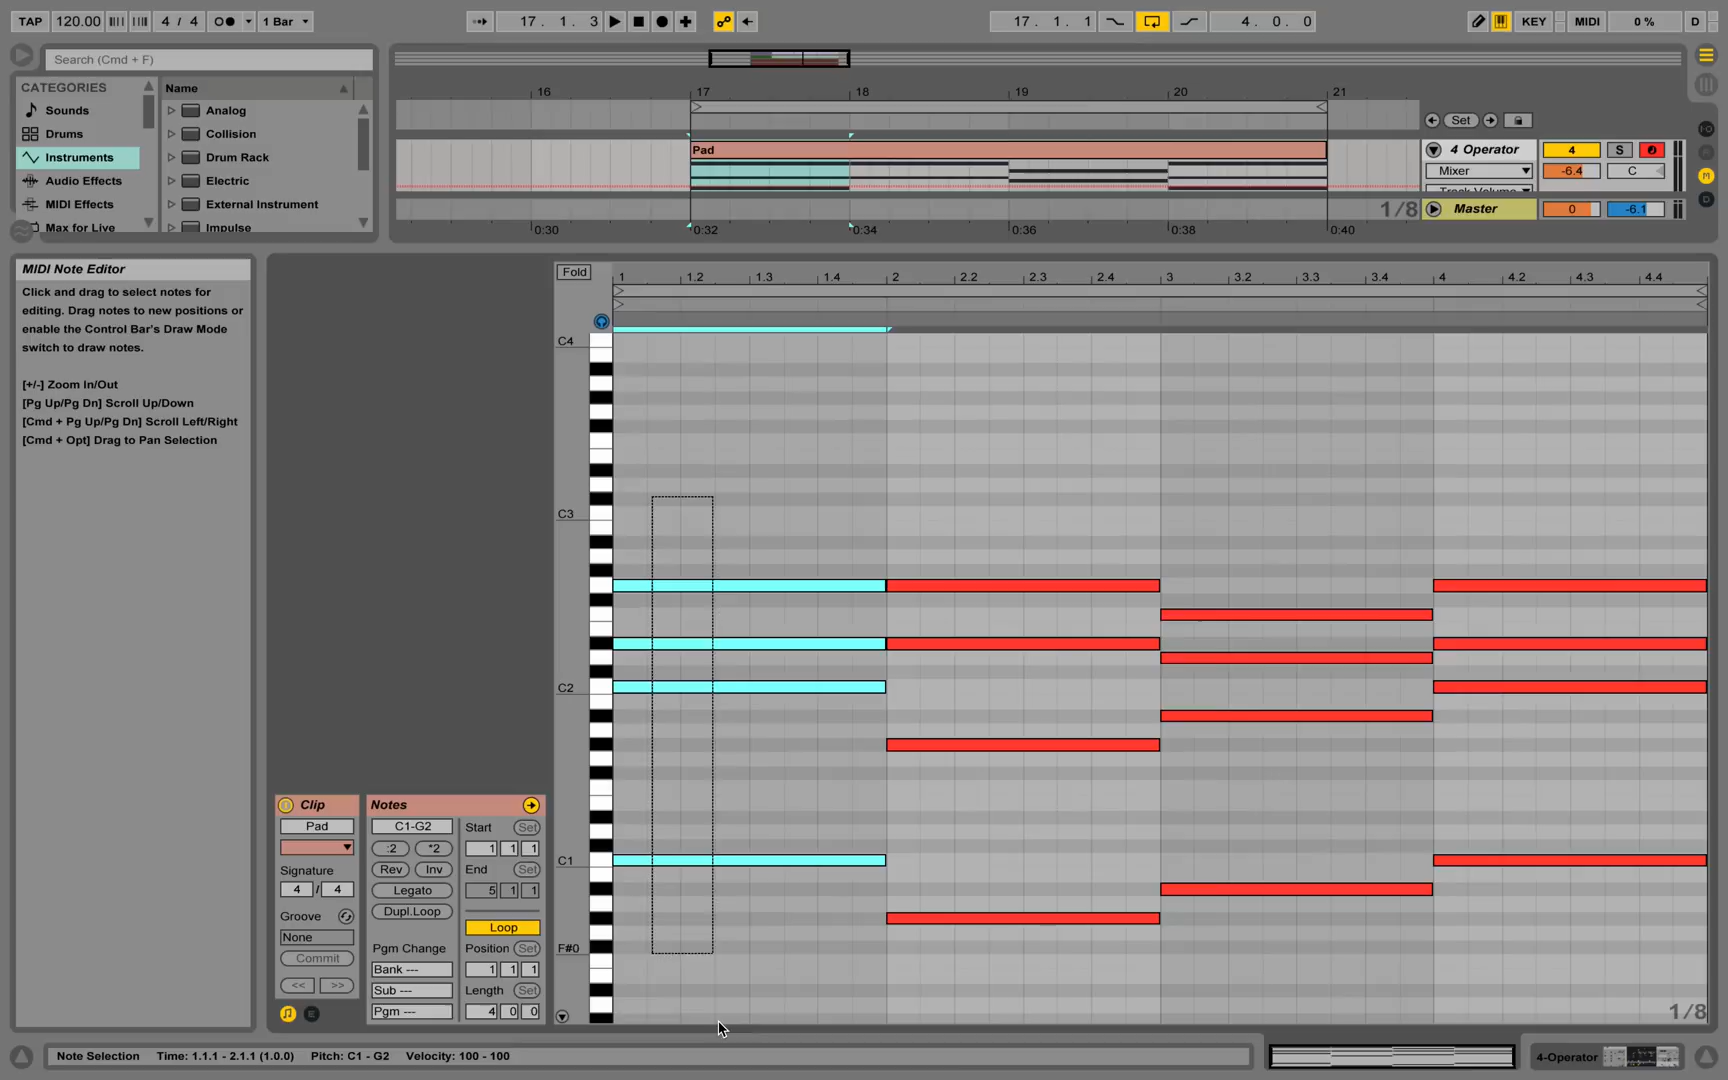 TAP 120.00 4 / 4 1 Bar 17. 1. 3 17. 1. 1 4. 0. 0 KEY MIDI 0 % D
Search (Cmd + F)
CATEGORIES
Sounds
Drums
Instruments
Audio Effects
MIDI Effects
Max for Live
Name
Analog
Collision
Drum Rack
Electric
External Instrument
Impulse
16 17 18 19 20 21
Set
Pad
4 Operator 4 S
Mixer -6.4 C
1/8 Master 0 -6.1
0:30 0:32 0:34 0:36 0:38 0:40
MIDI Note Editor
Click and drag to select notes for
editing. Drag notes to new positions or
enable the Control Bar's Draw Mode
switch to draw notes.
[+/-] Zoom In/Out
[Pg Up/Pg Dn] Scroll Up/Down
[Cmd + Pg Up/Pg Dn] Scroll Left/Right
[Cmd + Opt] Drag to Pan Selection
Fold 1 1.2 1.3 1.4 2 2.2 2.3 2.4 3 3.2 3.3 3.4 4 4.2 4.3 4.4
C4
C3
C2
C1
F#0
1/8
Clip
Pad
Signature
4 / 4
Groove
None
Commit
<< >>
E
Notes
C1-G2
:2 *2
Rev Inv
Legato
Dupl.Loop
Pgm Change
Bank ---
Sub ---
Pgm ---
Start Set
1 1 1
End Set
5 1 1
Loop
Position Set
1 1 1
Length Set
4 0 0
Note Selection Time: 1.1.1 - 2.1.1 (1.0.0) Pitch: C1 - G2 Velocity: 100 - 100
4-Operator